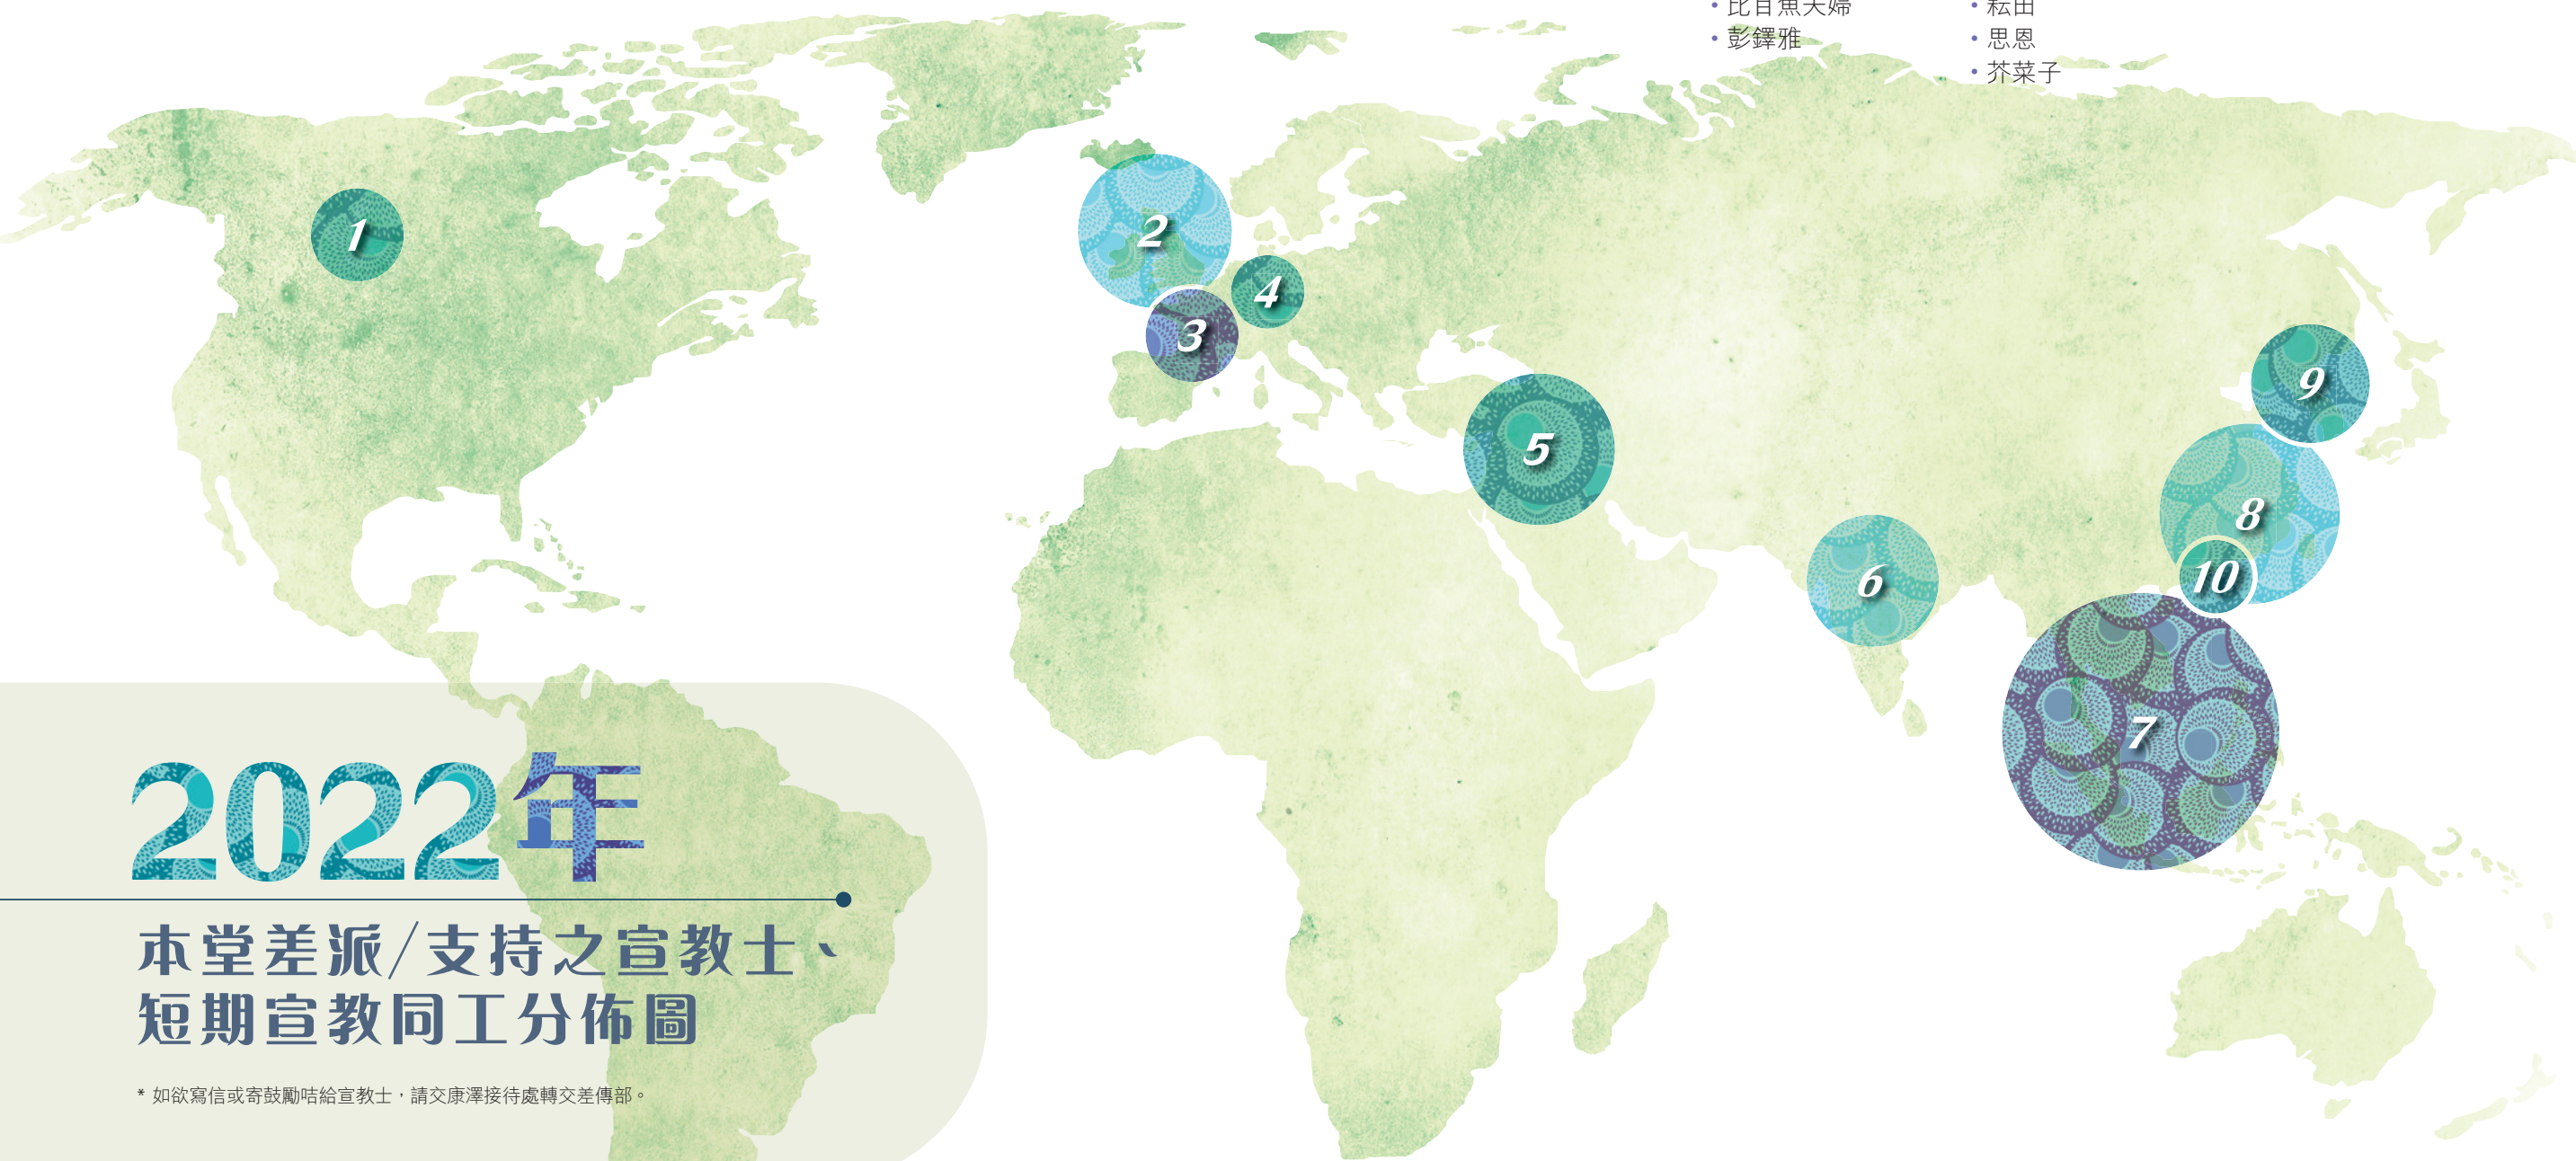 • 比目魚夫婦
• 彭鐸雅
• 耘田
• 思恩
• 芥菜子
1
2
3
4
5
6
7
8
9
10
2022年
本堂差派/支持之宣教士、
短期宣教同工分佈圖
* 如欲寫信或寄鼓勵咭給宣教士，請交康澤接待處轉交差傳部。